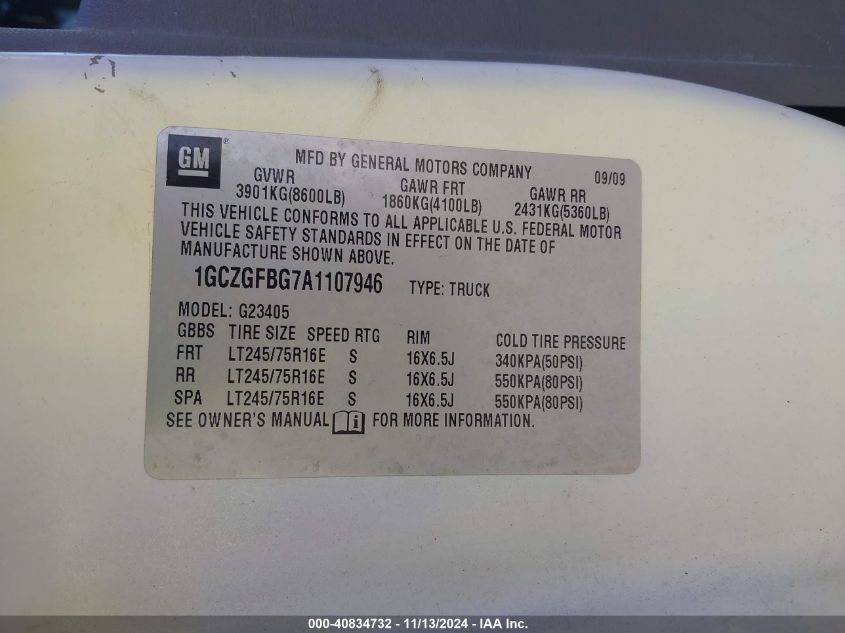 GM ®
MFD BY GENERAL MOTORS COMPANY 09/09
GVWR GAWR FRT GAWR RR
3901KG(8600LB) 1860KG(4100LB) 2431KG(5360LB)
THIS VEHICLE CONFORMS TO ALL APPLICABLE U.S. FEDERAL MOTOR
VEHICLE SAFETY STANDARDS IN EFFECT ON THE DATE OF
MANUFACTURE SHOWN ABOVE.
1GCZGFBG7A1107946 TYPE: TRUCK
MODEL: G23405
GBBS TIRE SIZE SPEED RTG RIM COLD TIRE PRESSURE
FRT LT245/75R16E S 16X6.5J 340KPA(50PSI)
RR LT245/75R16E S 16X6.5J 550KPA(80PSI)
SPA LT245/75R16E S 16X6.5J 550KPA(80PSI)
SEE OWNER'S MANUAL i FOR MORE INFORMATION.
000-40834732 - 11/13/2024 - IAA Inc.